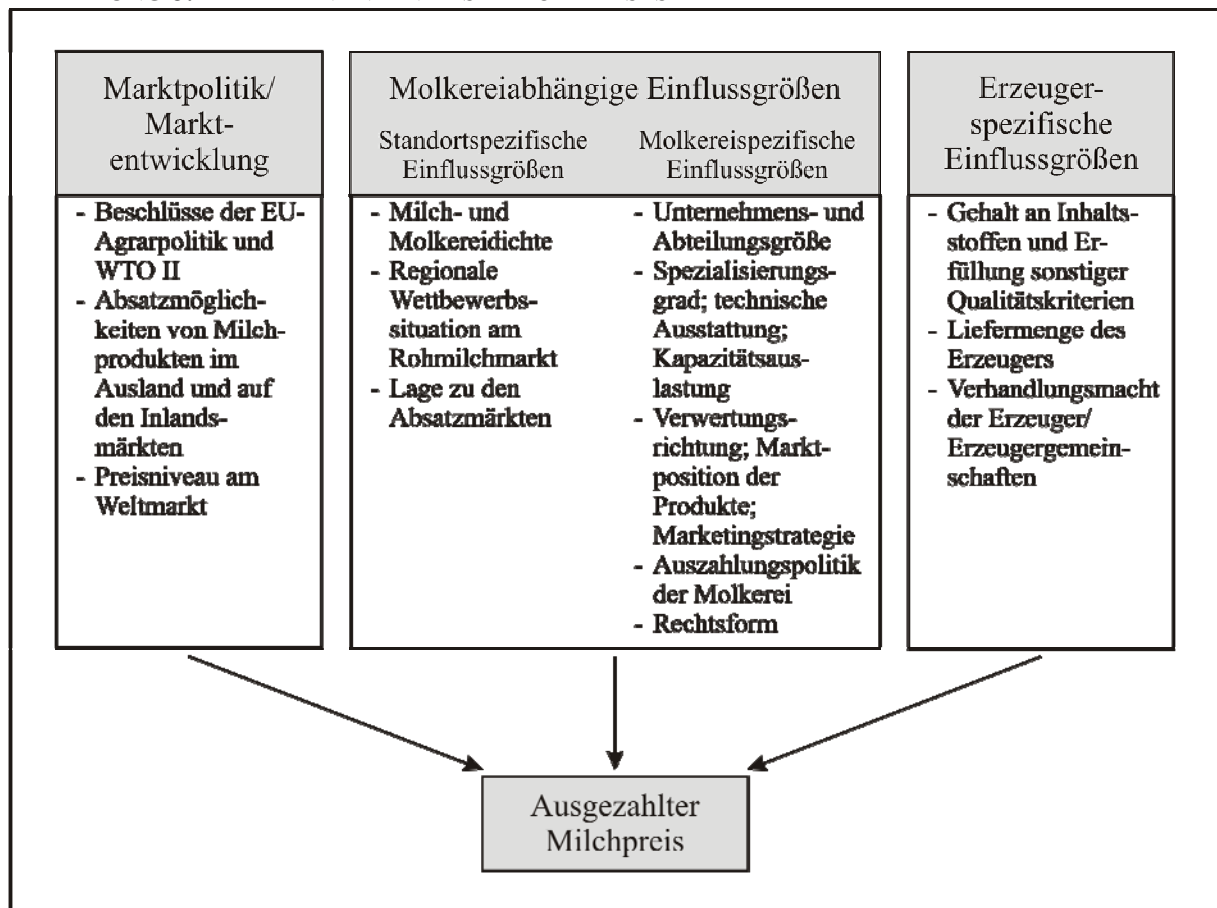 Marktpolitik/
Markt-
entwicklung
- Beschlüsse der EU-
Agrarpolitik und
WTO II
- Absatzmöglich-
keiten von Milch-
produkten im
Ausland und auf
den Inlands-
märkten
- Preisniveau am
Weltmarkt
Molkereiabhängige Einflussgrößen
Standortspezifische
Einflussgrößen
- Milch- und
Molkereidichte
- Regionale
Wettbewerbs-
situation am
Rohmilchmarkt
- Lage zu den
Absatzmärkten
Molkereispezifische
Einflussgrößen
- Unternehmens- und
Abteilungsgröße
- Spezialisierungs-
grad; technische
Ausstattung;
Kapazitätsaus-
lastung
- Verwertungs-
richtung; Markt-
position der
Produkte;
Marketingstrategie
- Auszahlungspolitik
der Molkerei
- Rechtsform
Erzeuger-
spezifische
Einflussgrößen
- Gehalt an Inhalts-
stoffen und Er-
füllung sonstiger
Qualitätskriterien
- Liefermenge des
Erzeugers
- Verhandlungsmacht
der Erzeuger/
Erzeugergemein-
schaften
Ausgezahlter
Milchpreis